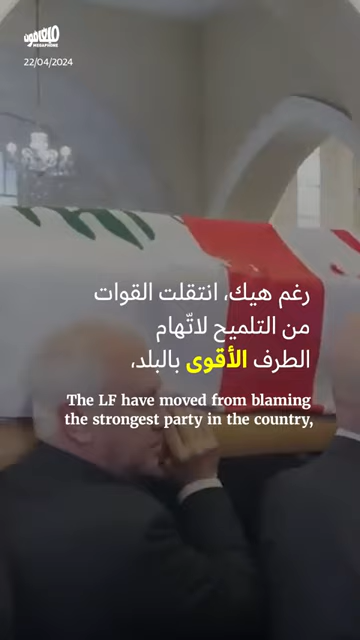 ميغافون
MEGAPHONE
22/04/2024
رغم هيك، انتقلت القوات
من التلميح لاتّهام
الطرف الأقوى بالبلد،
The LF have moved from blaming
the strongest party in the country,